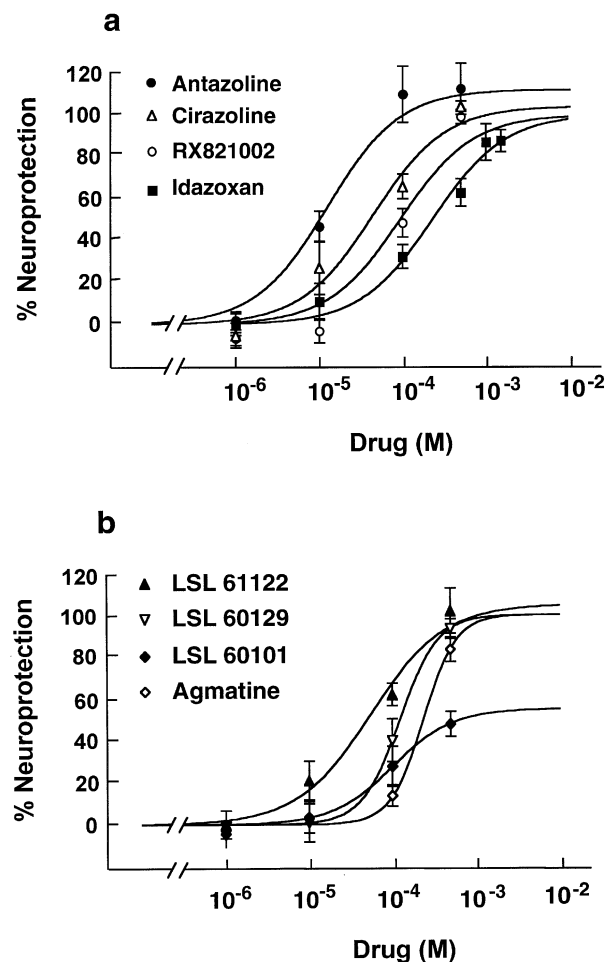 a
120
100
80
60
40
20
0
% Neuroprotection
Antazoline
Cirazoline
RX821002
Idazoxan
10-6 10-5 10-4 10-3 10-2
Drug (M)
b
120
100
80
60
40
20
0
% Neuroprotection
LSL 61122
LSL 60129
LSL 60101
Agmatine
10-6 10-5 10-4 10-3 10-2
Drug (M)